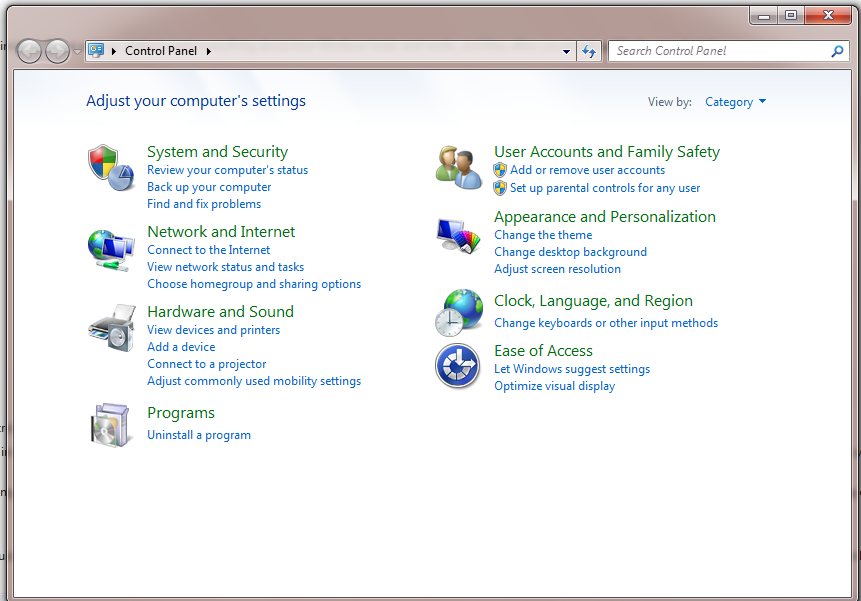 Control Panel
Search Control Panel
Adjust your computer's settings
View by: Category
System and Security
Review your computer's status
Back up your computer
Find and fix problems
Network and Internet
Connect to the Internet
View network status and tasks
Choose homegroup and sharing options
Hardware and Sound
View devices and printers
Add a device
Connect to a projector
Adjust commonly used mobility settings
Programs
Uninstall a program
User Accounts and Family Safety
Add or remove user accounts
Set up parental controls for any user
Appearance and Personalization
Change the theme
Change desktop background
Adjust screen resolution
Clock, Language, and Region
Change keyboards or other input methods
Ease of Access
Let Windows suggest settings
Optimize visual display